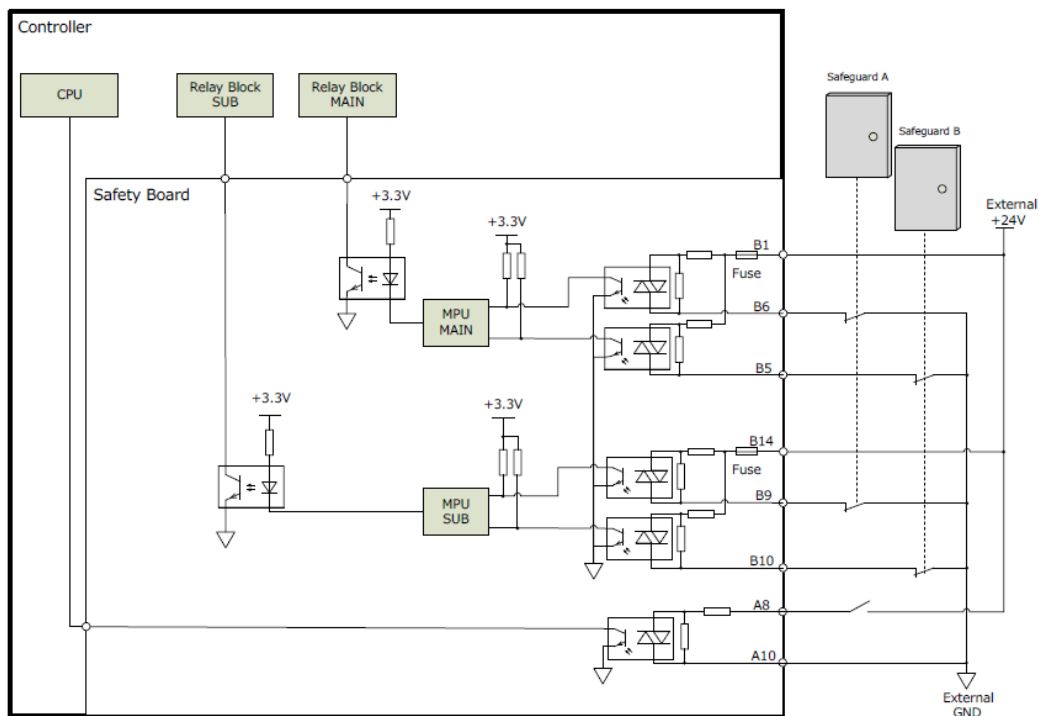 Controller
CPU
Relay Block
SUB
Relay Block
MAIN
Safeguard A
Safeguard B
Safety Board
+3.3V
+3.3V
External
+24V
B1
Fuse
MPU
MAIN
B6
B5
+3.3V
+3.3V
B14
Fuse
MPU
SUB
B9
B10
A8
A10
External
GND